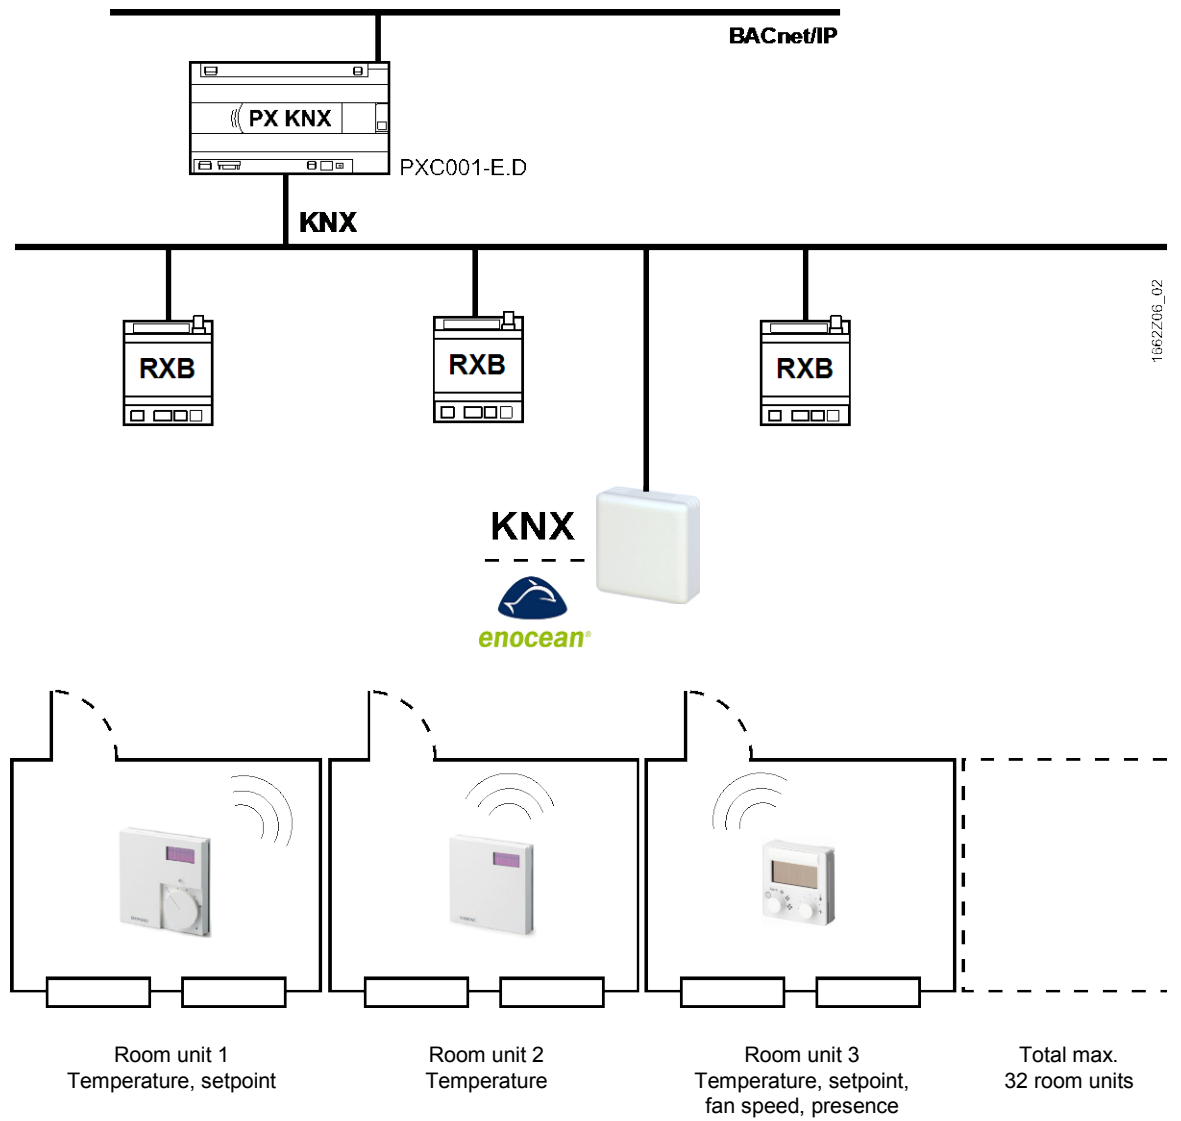 BACnet/IP
PX KNX
PXC001-E.D
KNX
1662Z06_02
RXB
RXB
RXB
KNX
enocean®
Room unit 1
Temperature, setpoint
Room unit 2
Temperature
Room unit 3
Temperature, setpoint,
fan speed, presence
Total max.
32 room units